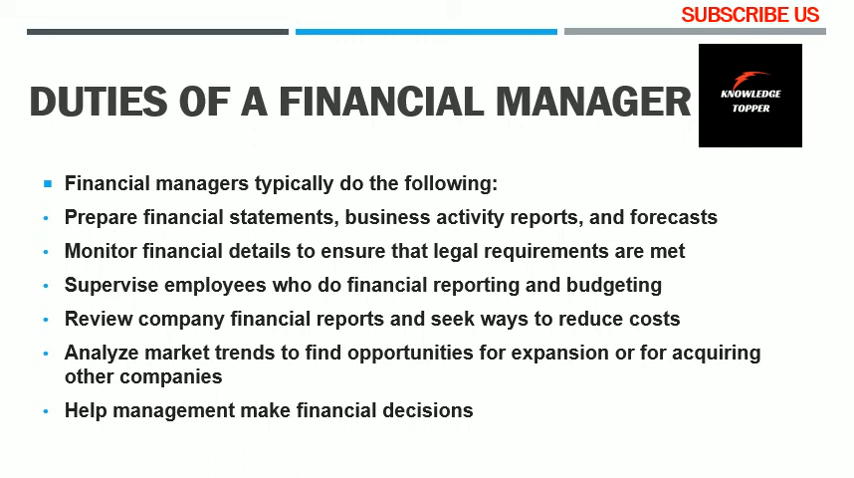 SUBSCRIBE US
DUTIES OF A FINANCIAL MANAGER
KNOWLEDGE
TOPPER
Financial managers typically do the following:
Prepare financial statements, business activity reports, and forecasts
Monitor financial details to ensure that legal requirements are met
Supervise employees who do financial reporting and budgeting
Review company financial reports and seek ways to reduce costs
Analyze market trends to find opportunities for expansion or for acquiring
other companies
Help management make financial decisions